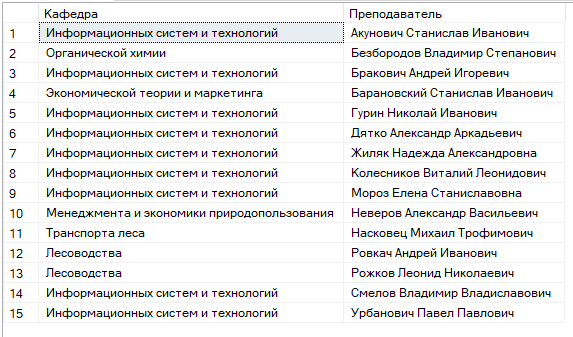 Кафедра Преподаватель
1 Информационных систем и технологий Акунович Станислав Иванович
2 Органической химии Безбородов Владимир Степанович
3 Информационных систем и технологий Бракович Андрей Игоревич
4 Экономической теории и маркетинга Барановский Станислав Иванович
5 Информационных систем и технологий Гурин Николай Иванович
6 Информационных систем и технологий Дятко Александр Аркадьевич
7 Информационных систем и технологий Жиляк Надежда Александровна
8 Информационных систем и технологий Колесников Виталий Леонидович
9 Информационных систем и технологий Мороз Елена Станиславовна
10 Менеджмента и экономики природопользования Неверов Александр Васильевич
11 Транспорта леса Насковец Михаил Трофимович
12 Лесоводства Ровкач Андрей Иванович
13 Лесоводства Рожков Леонид Николаевич
14 Информационных систем и технологий Смелов Владимир Владиславович
15 Информационных систем и технологий Урбанович Павел Павлович